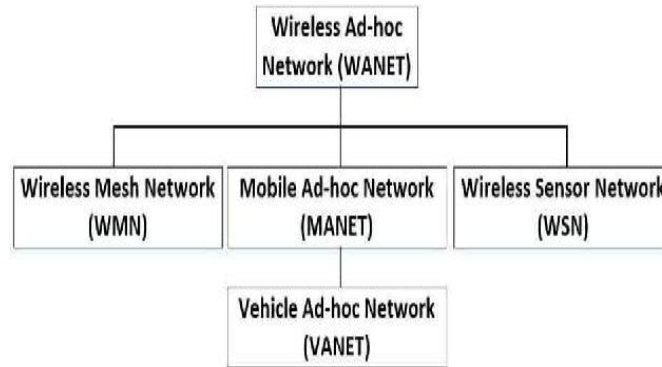 Wireless Ad-hoc
Network (WANET)
Wireless Mesh Network
(WMN)
Mobile Ad-hoc Network
(MANET)
Wireless Sensor Network
(WSN)
Vehicle Ad-hoc Network
(VANET)